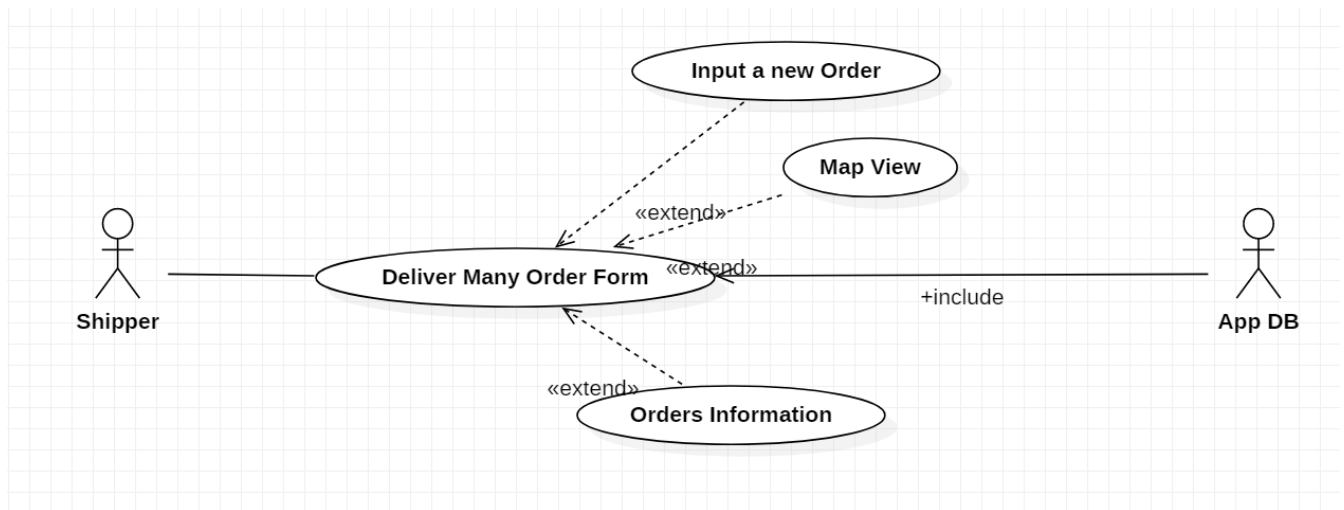 Input a new Order
Map View
«extend»
«extend»
Deliver Many Order Form
+include
Shipper
App DB
«extend»
Orders Information